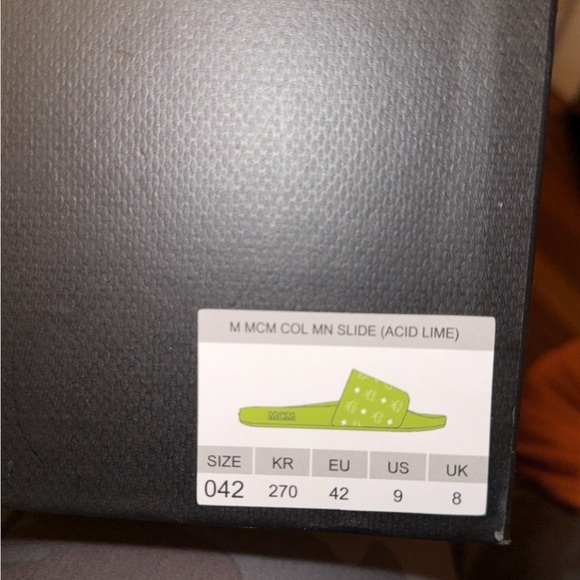 M MCM COL MN SLIDE (ACID LIME)
SIZE KR EU US UK
042 270 42 9 8